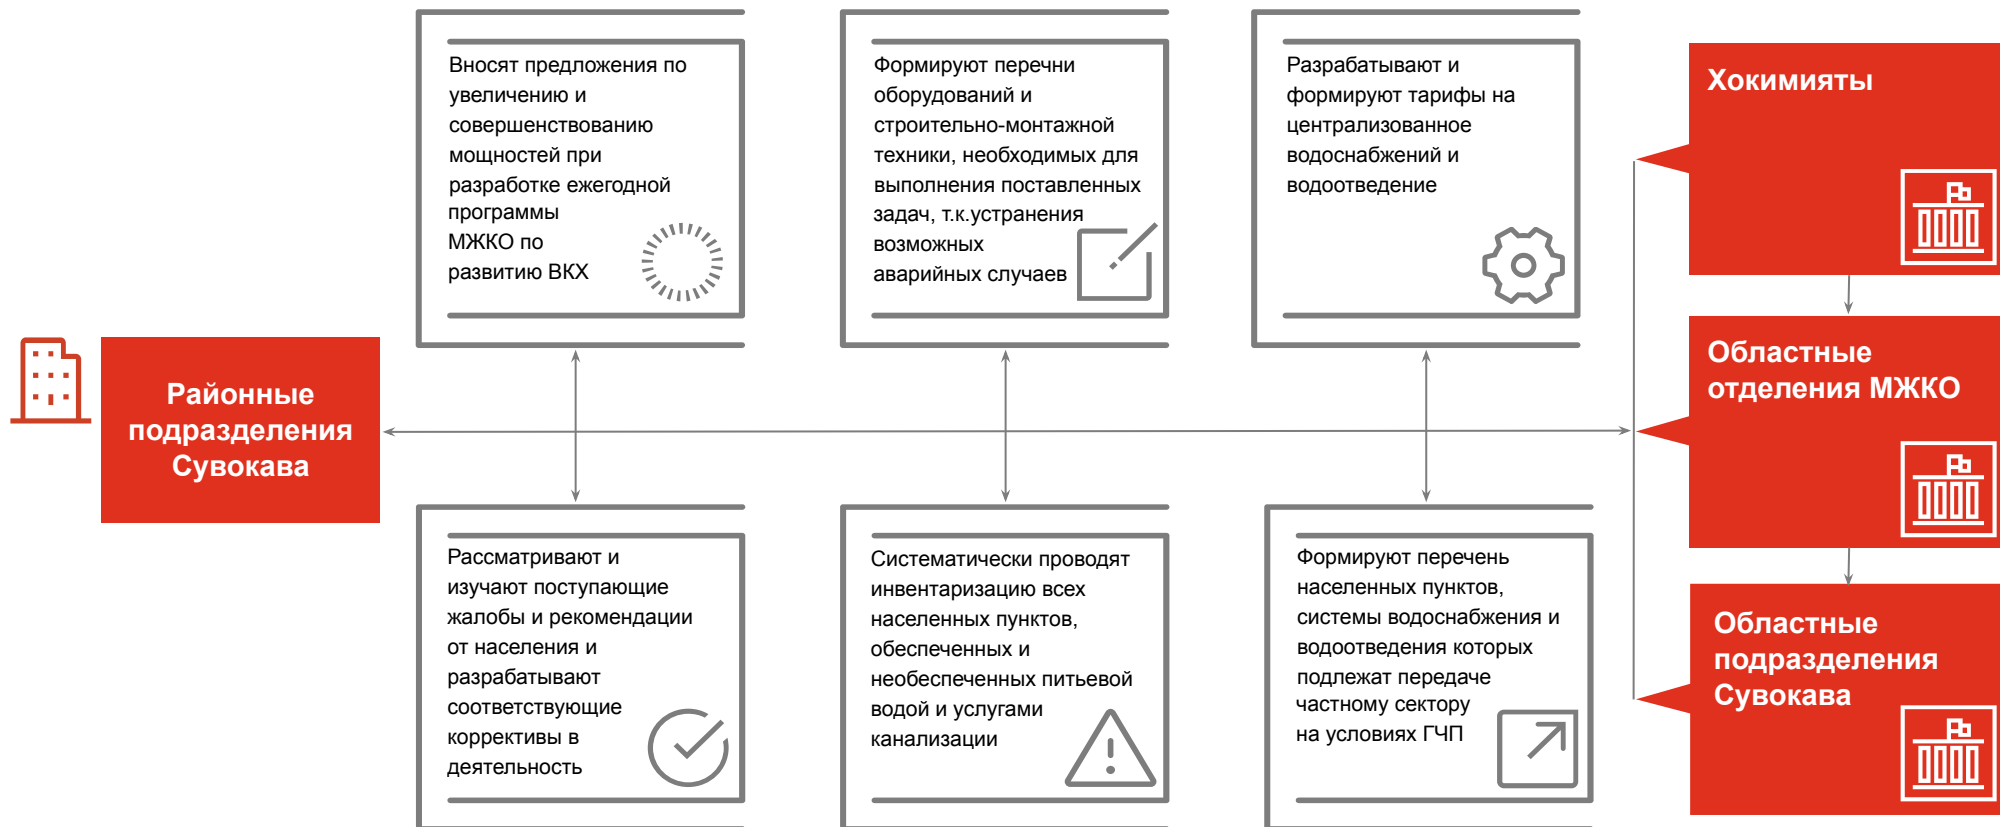 Вносят предложения по
увеличению и
совершенствованию
мощностей при
разработке ежегодной
программы
МЖКО по
развитию ВКХ
Формируют перечни
оборудований и
строительно-монтажной
техники, необходимых для
выполнения поставленных
задач, т.к.устранения
возможных
аварийных случаев
Разрабатывают и
формируют тарифы на
централизованное
водоснабжений и
водоотведение
Хокимияты
Районные
подразделения
Сувокава
Областные
отделения МЖКО
Рассматривают и
изучают поступающие
жалобы и рекомендации
от населения и
разрабатывают
соответствующие
коррективы в
деятельность
Систематически проводят
инвентаризацию всех
населенных пунктов,
обеспеченных и
необеспеченных питьевой
водой и услугами
канализации
Формируют перечень
населенных пунктов,
системы водоснабжения и
водоотведения которых
подлежат передаче
частному сектору
на условиях ГЧП
Областные
подразделения
Сувокава